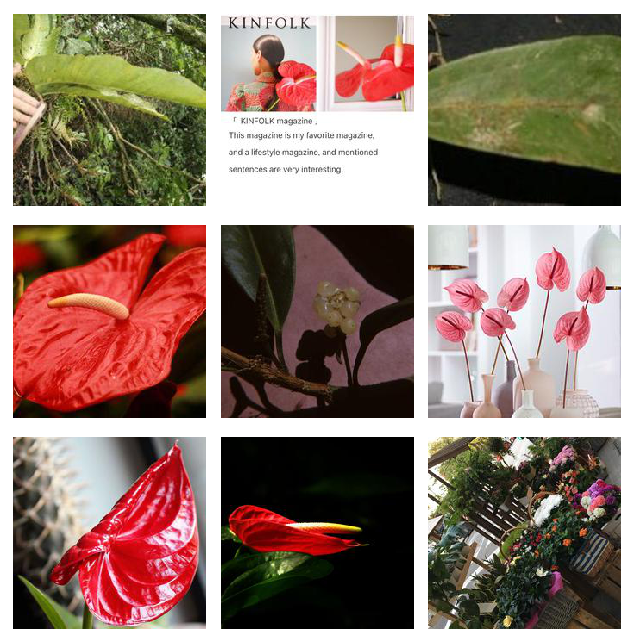 KINFOLK
「 KINFOLK magazine 」
This magazine is my favorite magazine,
and a lifestyle magazine, and mentioned
sentences are very interesting